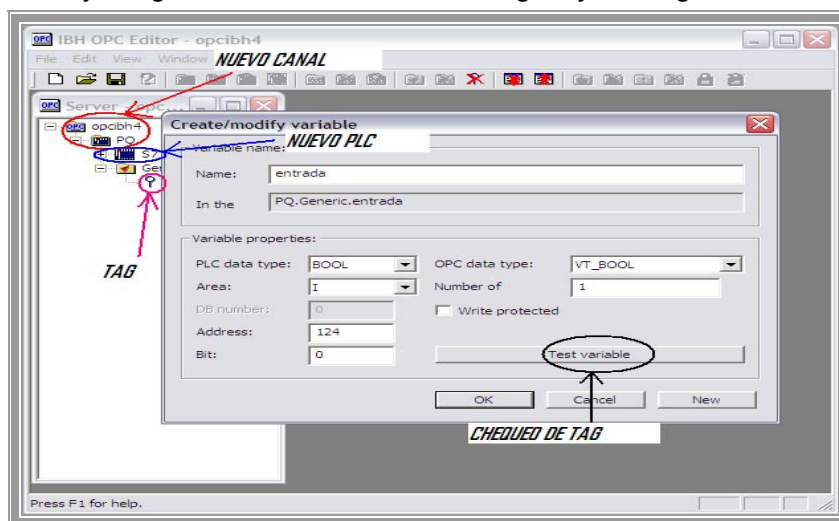 IBH OPC Editor - opcibh4
File Edit View Window
NUEVO CANAL
Server - opc...
opcibh4
PQ
S7
Ge
TAG
Create/modify variable
NUEVO PLC
Variable name:
Name: entrada
In the PQ.Generic.entrada
Variable properties:
PLC data type: BOOL OPC data type: VT_BOOL
Area: I Number of 1
DB number: 0 Write protected
Address: 124
Bit: 0 Test variable
OK Cancel New
CHEQUEO DE TAG
Press F1 for help.